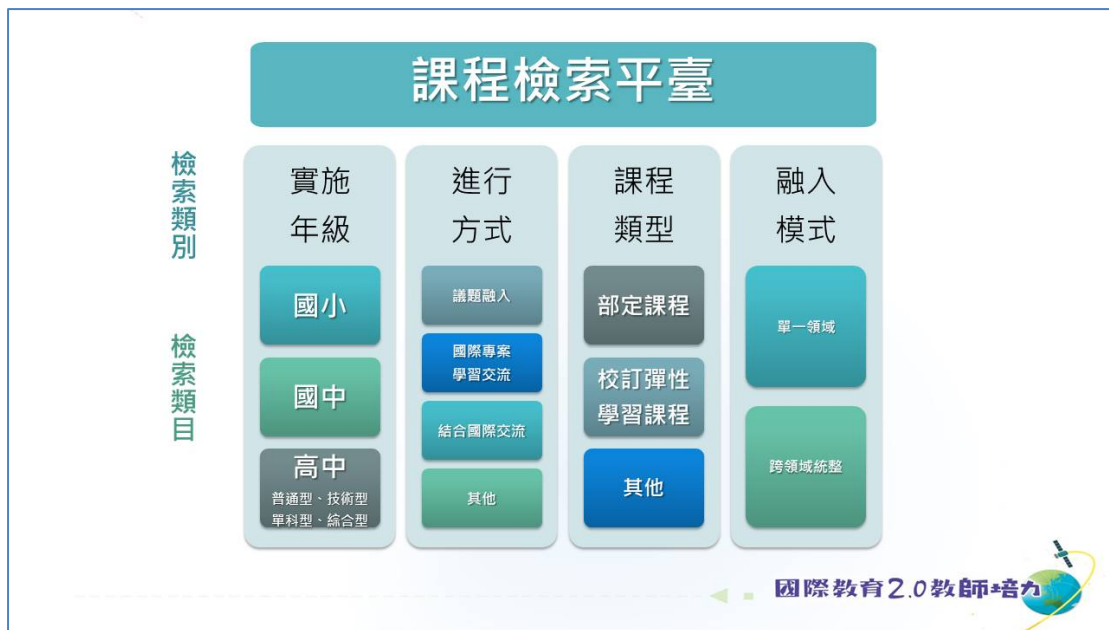 課程檢索平臺
檢索類別
實施
年級
進行
方式
課程
類型
融入
模式
檢索類目
國小
國中
高中
普通型、技術型
單科型、綜合型
議題融入
國際專案
學習交流
結合國際交流
其他
部定課程
校訂彈性
學習課程
其他
單一領域
跨領域統整
國際教育2.0教師培力